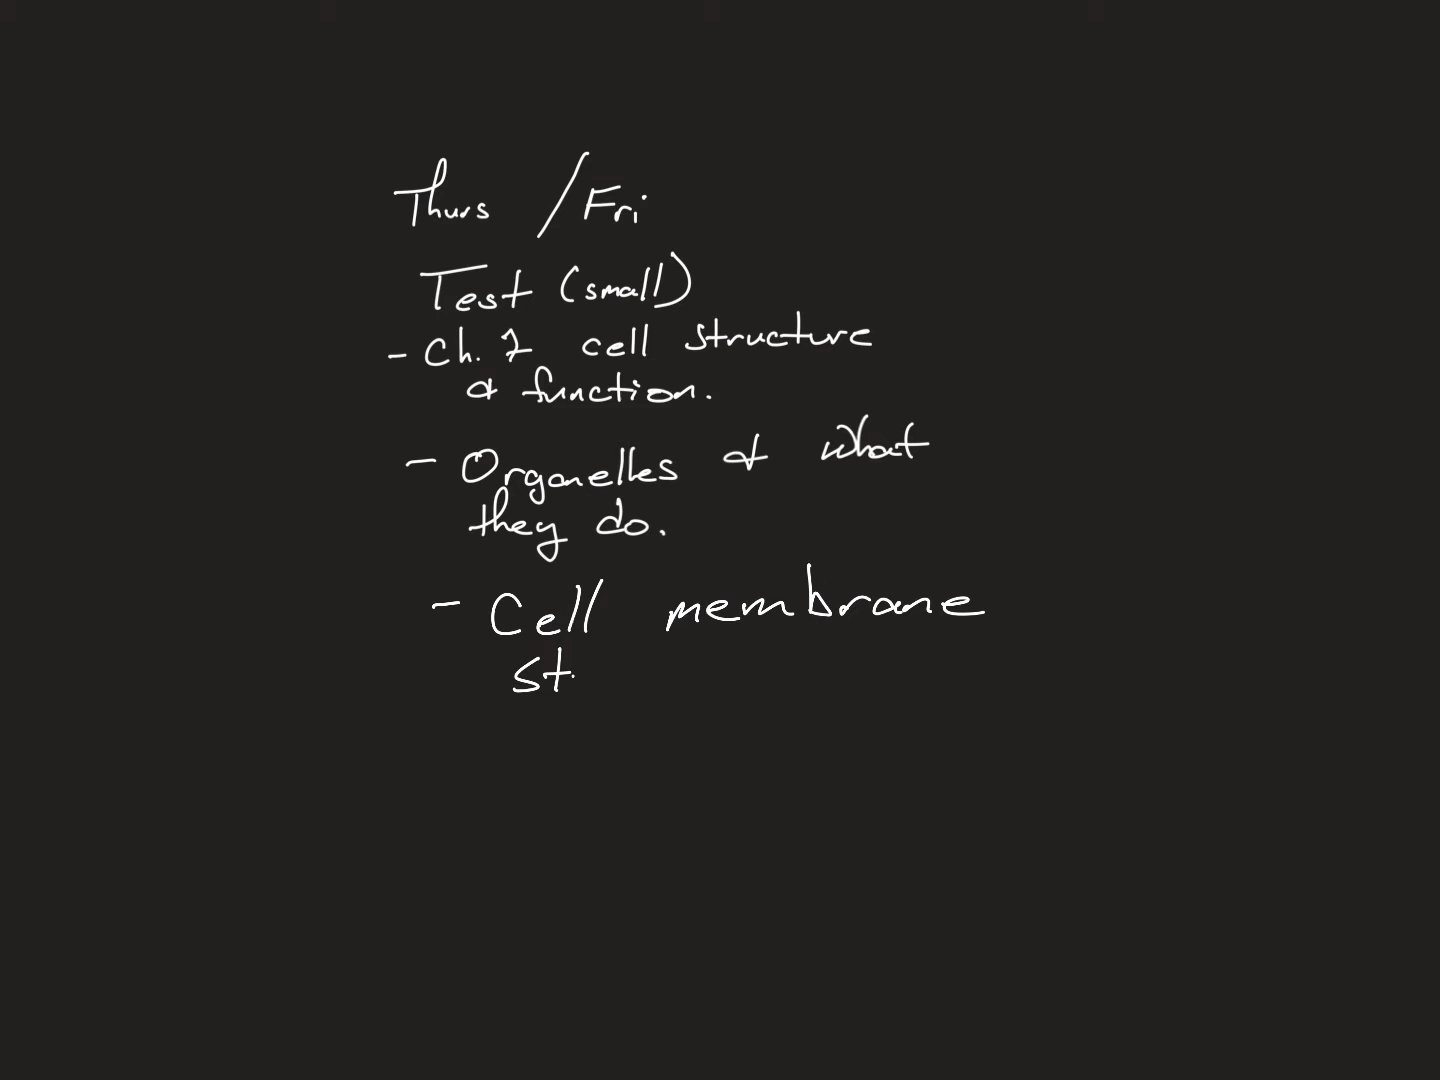 Thurs / Fri
Test (small)
- Ch. 7 cell structure
& function.
- Organelles & what
they do.
- Cell membrane
st